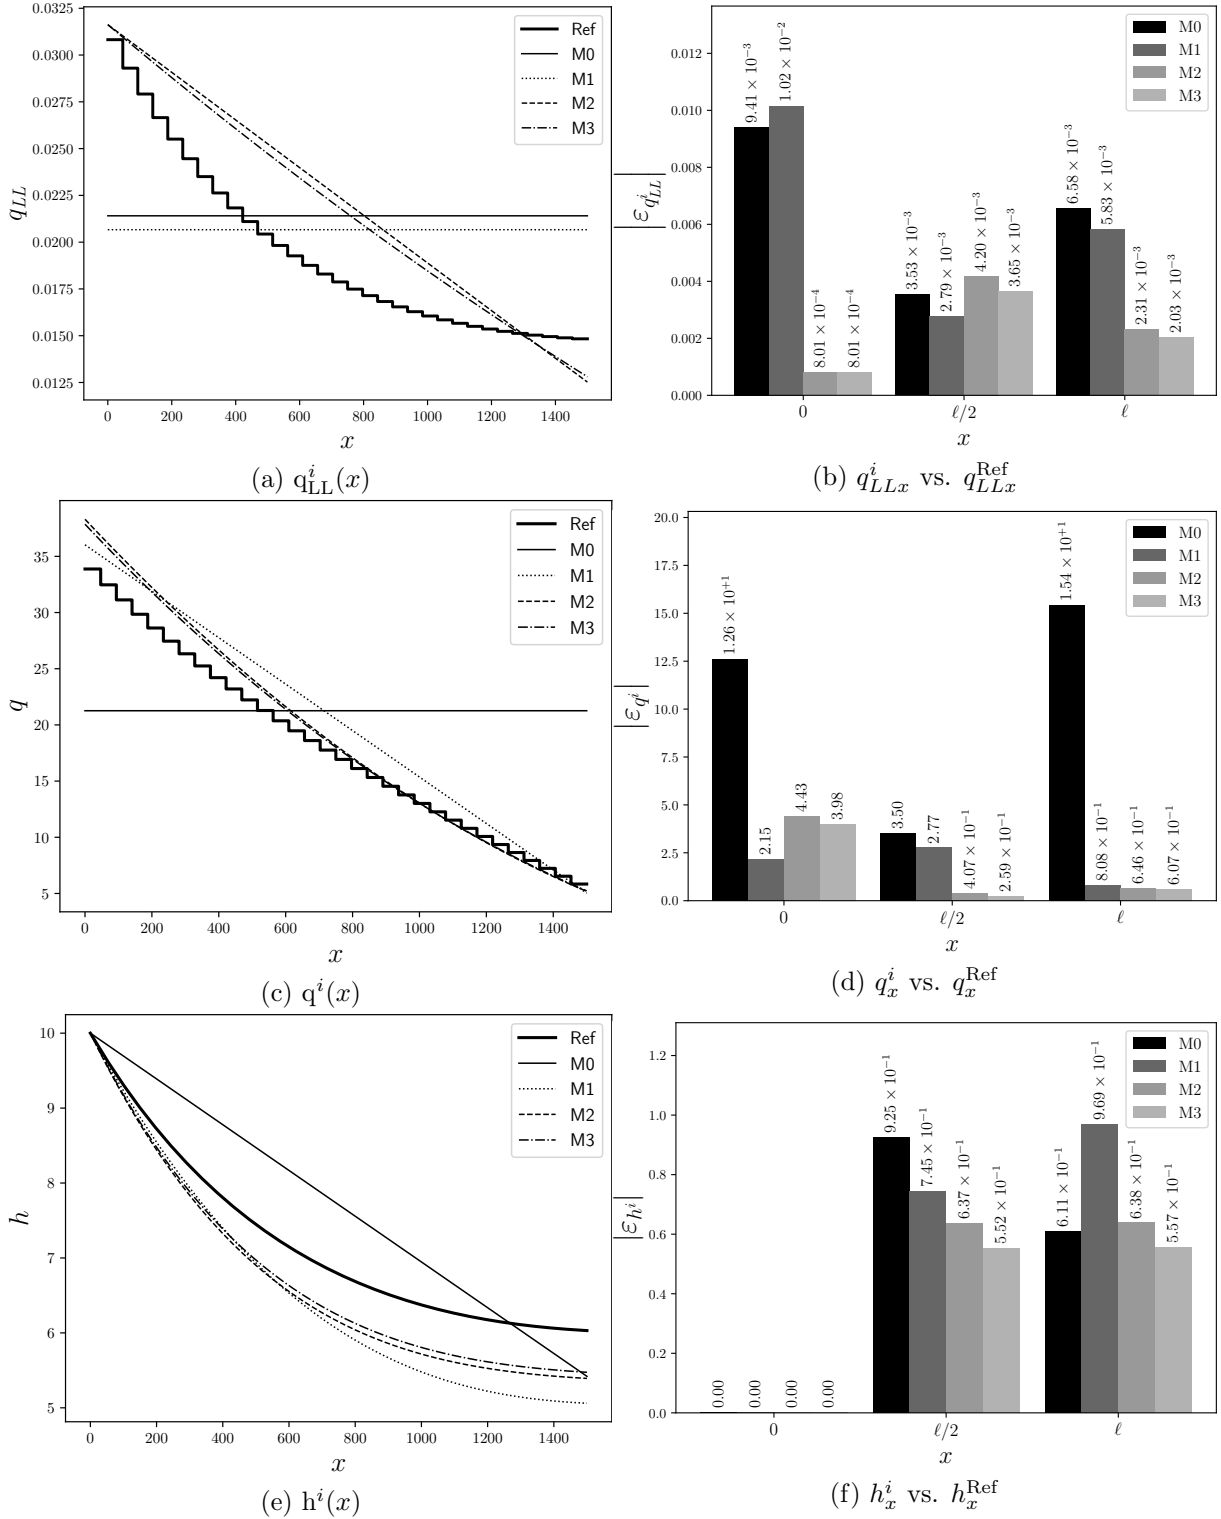 0.0325
0.0300
0.0275
0.0250
0.0225
0.0200
0.0175
0.0150
0.0125
q_{LL}
0 200 400 600 800 1000 1200 1400
x
Ref
M0
M1
M2
M3
(a) q^i_{LL}(x)
0.012
0.010
0.008
0.006
0.004
0.002
0.000
|ε_{q^i_{LL}}|
9.41 × 10^{−3}
1.02 × 10^{−2}
8.01 × 10^{−4}
8.01 × 10^{−4}
3.53 × 10^{−3}
2.79 × 10^{−3}
4.20 × 10^{−3}
3.65 × 10^{−3}
6.58 × 10^{−3}
5.83 × 10^{−3}
2.31 × 10^{−3}
2.03 × 10^{−3}
M0
M1
M2
M3
0 ℓ/2 ℓ
x
(b) q^i_{LLx} vs. q^{Ref}_{LLx}
35
30
25
20
15
10
5
q
0 200 400 600 800 1000 1200 1400
x
Ref
M0
M1
M2
M3
(c) q^i(x)
20.0
17.5
15.0
12.5
10.0
7.5
5.0
2.5
0.0
|ε_{q^i}|
1.26 × 10^{+1}
2.15
4.43
3.98
3.50
2.77
4.07 × 10^{−1}
2.59 × 10^{−1}
1.54 × 10^{+1}
8.08 × 10^{−1}
6.46 × 10^{−1}
6.07 × 10^{−1}
M0
M1
M2
M3
0 ℓ/2 ℓ
x
(d) q^i_x vs. q^{Ref}_x
10
9
8
7
6
5
h
0 200 400 600 800 1000 1200 1400
x
Ref
M0
M1
M2
M3
(e) h^i(x)
1.2
1.0
0.8
0.6
0.4
0.2
0.0
|ε_{h^i}|
0.00
0.00
0.00
0.00
9.25 × 10^{−1}
7.45 × 10^{−1}
6.37 × 10^{−1}
5.52 × 10^{−1}
6.11 × 10^{−1}
9.69 × 10^{−1}
6.38 × 10^{−1}
5.57 × 10^{−1}
M0
M1
M2
M3
0 ℓ/2 ℓ
x
(f) h^i_x vs. h^{Ref}_x